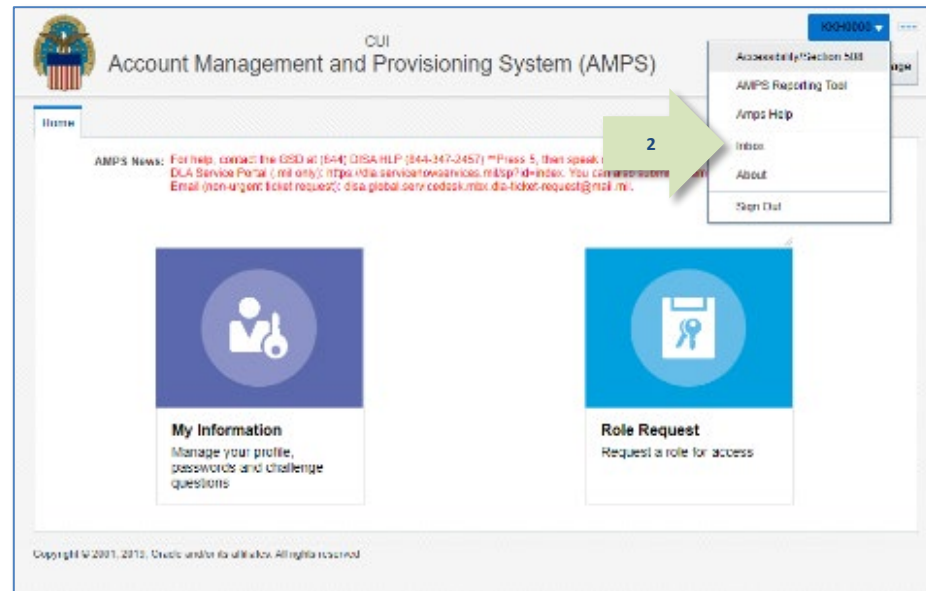 CUI
Account Management and Provisioning System (AMPS)
Accessibility/Section 508
AMPS Reporting Tool
Amps Help
Inbox
About
Sign Out
2
Home
AMPS News: For help, contact the GSD at (844) DISA HLP (844-347-2457) **Press 5, then speak
DLA Service Portal (.mil only): https://dla.servicenowservices.mil/sp?id=index. You can also submit
Email (non-urgent ticket request): disa.global.servicedesk.mbx.dla-ticket-request@mail.mil.
My Information
Manage your profile,
passwords and challenge
questions
Role Request
Request a role for access
Copyright © 2001, 2019, Oracle and/or its affiliates. All rights reserved